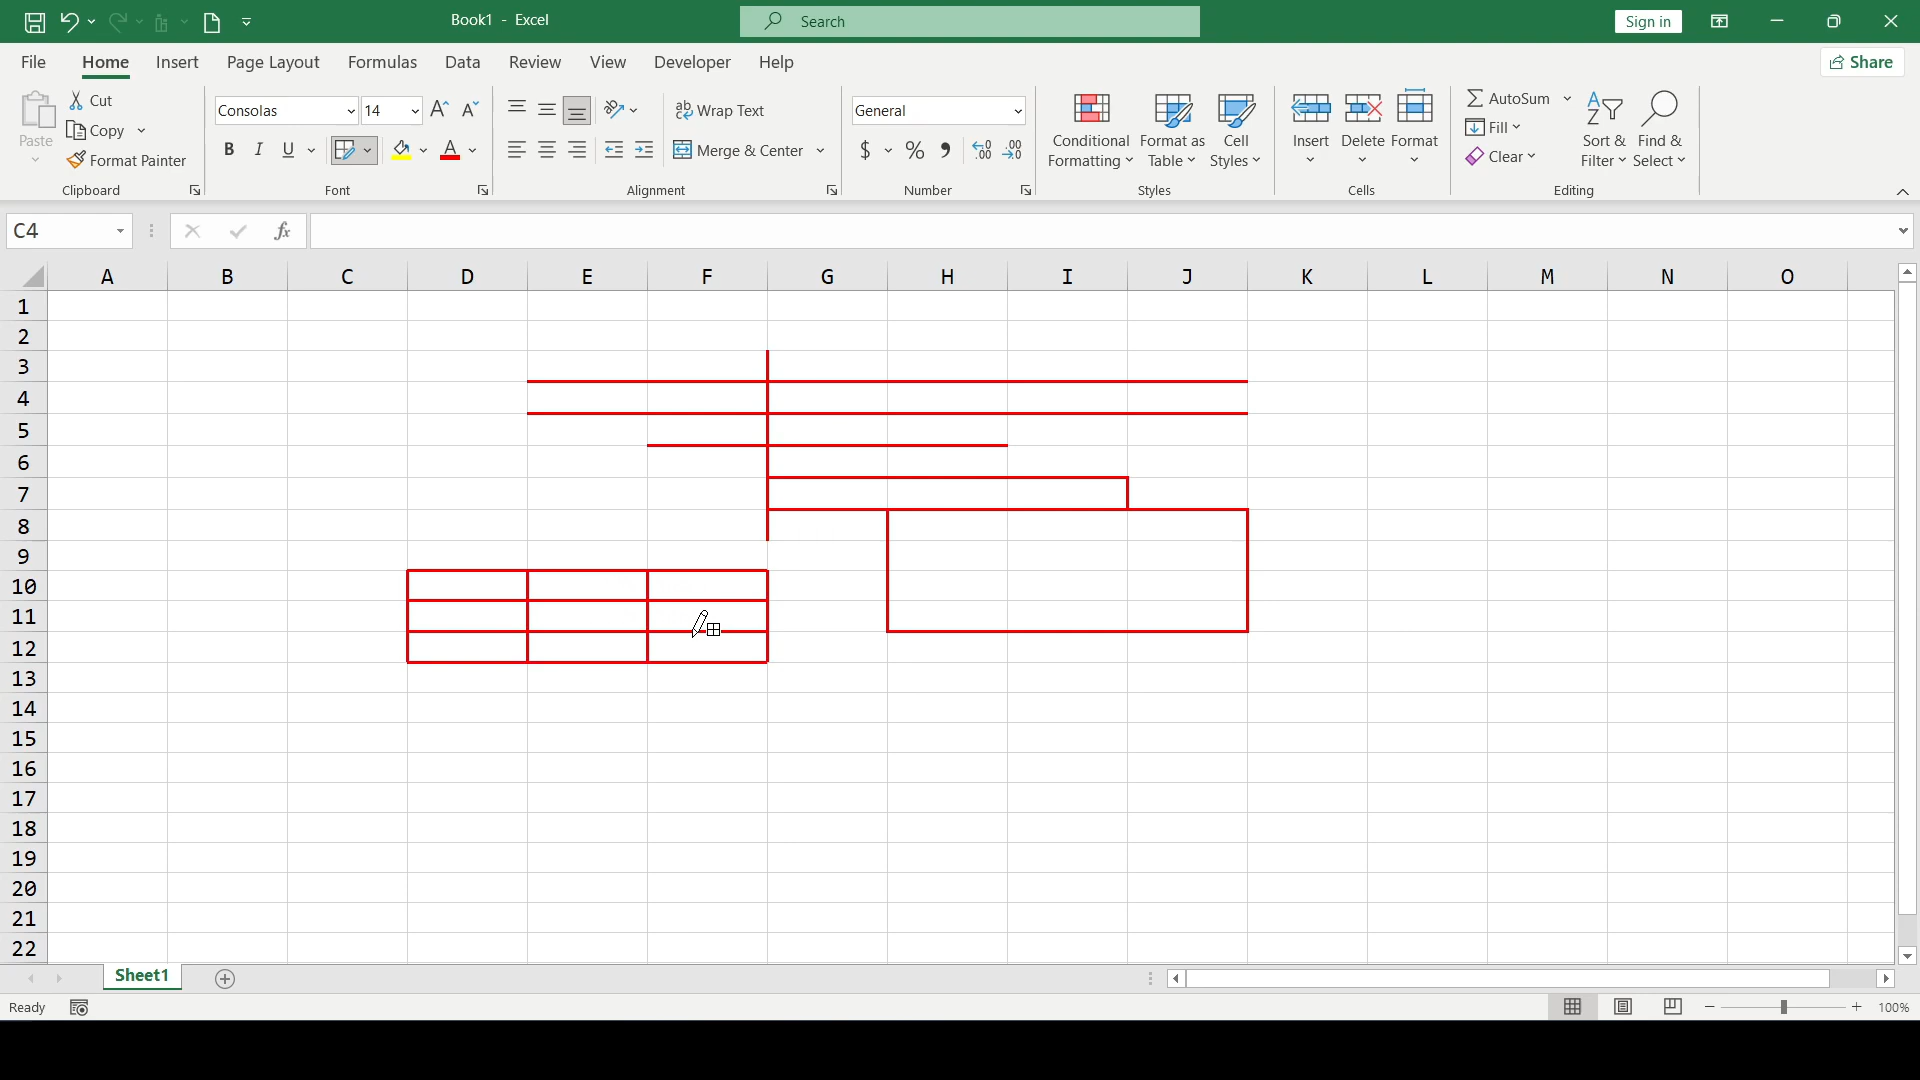 Book1 - Excel
Search
Sign in
File Home Insert Page Layout Formulas Data Review View Developer Help
Share
Paste
Cut
Copy
Format Painter
Clipboard
Consolas 14
A A
B I U A
Font
ab Wrap Text
Merge & Center
Alignment
General
$ % 9 .00 .00
Number
Conditional Formatting
Format as Table
Cell Styles
Styles
Insert Delete Format
Cells
AutoSum
Fill
Clear
Sort & Filter
Find & Select
Editing
C4
fx
A B C D E F G H I J K L M N O
1
2
3
4
5
6
7
8
9
10
11
12
13
14
15
16
17
18
19
20
21
22
Sheet1
Ready
100%